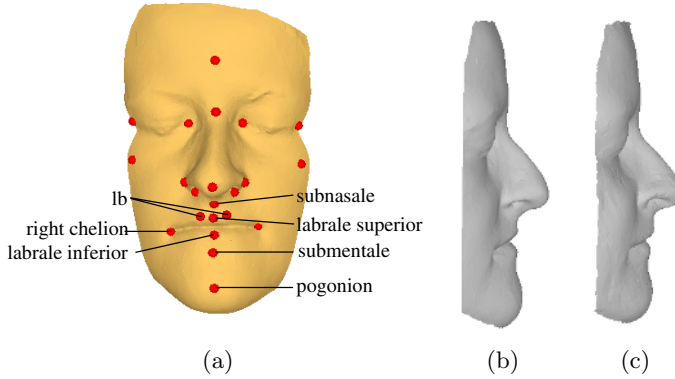 lb
subnasale
right chelion
labrale superior
labrale inferior
submentale
pogonion
(a)
(b)
(c)